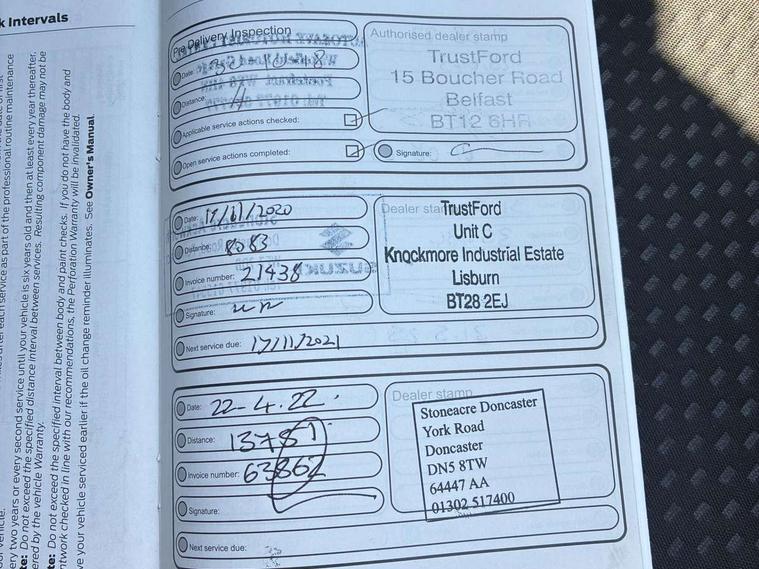 k Intervals
ery two years or every second service until your vehicle is six years old and then at least every year thereafter.
te: Do not exceed the specified distance interval between services. Resulting component damage may not be
ered by the vehicle Warranty.
te: Do not exceed the specified interval between body and paint checks. If you do not have the body and
ntwork checked in line with our recommendations, the Perforation Warranty will be invalidated.
ve your vehicle serviced earlier if the oil change reminder illuminates. See Owner's Manual.
Pre Delivery Inspection
Date:
Distance:
Applicable service actions checked:
Open service actions completed:
Authorised dealer stamp
TrustFord
15 Boucher Road
Belfast
BT12 6HR
Signature:
Date: 17/11/2020
Distance: 8083
Invoice number: 21438
Signature:
Next service due: 17/11/2021
Dealer stamp
TrustFord
Unit C
Knockmore Industrial Estate
Lisburn
BT28 2EJ
Date: 22-4.22.
Distance: 13787
Invoice number: 63862
Signature:
Next service due:
Dealer stamp
Stoneacre Doncaster
York Road
Doncaster
DN5 8TW
64447 AA
01302 517400